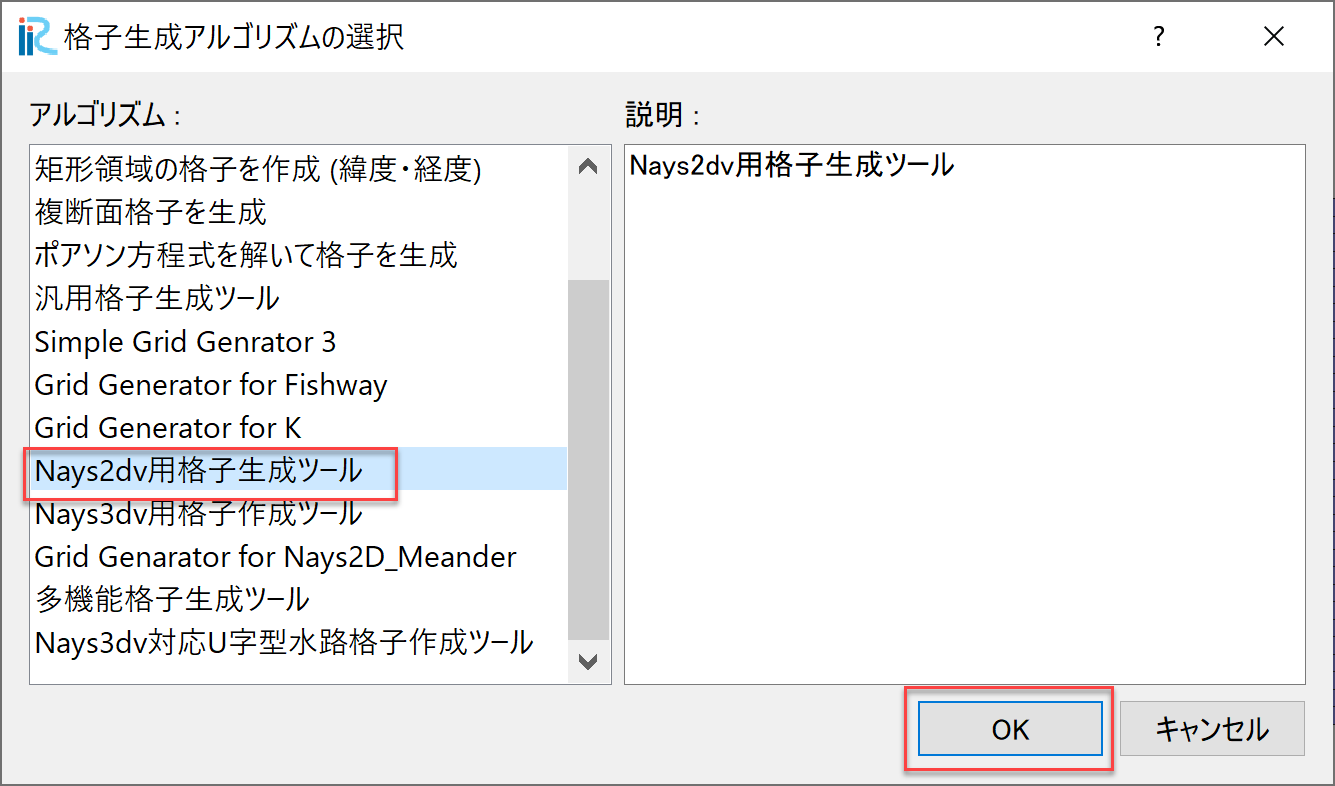 iRC 格子生成アルゴリズムの選択
アルゴリズム :
矩形領域の格子を作成 (緯度・経度)
複断面格子を生成
ポアソン方程式を解いて格子を生成
汎用格子生成ツール
Simple Grid Genrator 3
Grid Generator for Fishway
Grid Generator for K
Nays2dv用格子生成ツール
Nays3dv用格子作成ツール
Grid Genarator for Nays2D_Meander
多機能格子生成ツール
Nays3dv対応U字型水路格子作成ツール
説明 :
Nays2dv用格子生成ツール
OK
キャンセル